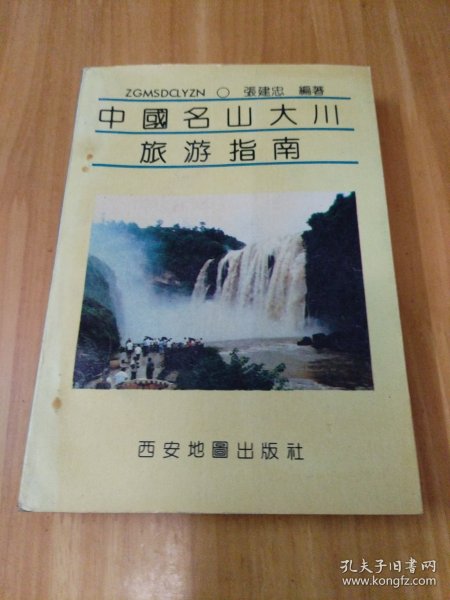 ZGMSDCLYZN ○ 張建忠 編著
中國名山大川
旅游指南
西安地圖出版社
孔夫子旧书网
www.kongfz.com